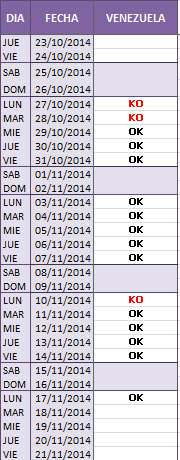 DIA FECHA VENEZUELA
JUE 23/10/2014
VIE 24/10/2014
SAB 25/10/2014
DOM 26/10/2014
LUN 27/10/2014 KO
MAR 28/10/2014 KO
MIE 29/10/2014 OK
JUE 30/10/2014 OK
VIE 31/10/2014 OK
SAB 01/11/2014
DOM 02/11/2014
LUN 03/11/2014 OK
MAR 04/11/2014 OK
MIE 05/11/2014 OK
JUE 06/11/2014 OK
VIE 07/11/2014 OK
SAB 08/11/2014
DOM 09/11/2014
LUN 10/11/2014 KO
MAR 11/11/2014 OK
MIE 12/11/2014 OK
JUE 13/11/2014 OK
VIE 14/11/2014 OK
SAB 15/11/2014
DOM 16/11/2014
LUN 17/11/2014 OK
MAR 18/11/2014
MIE 19/11/2014
JUE 20/11/2014
VIE 21/11/2014